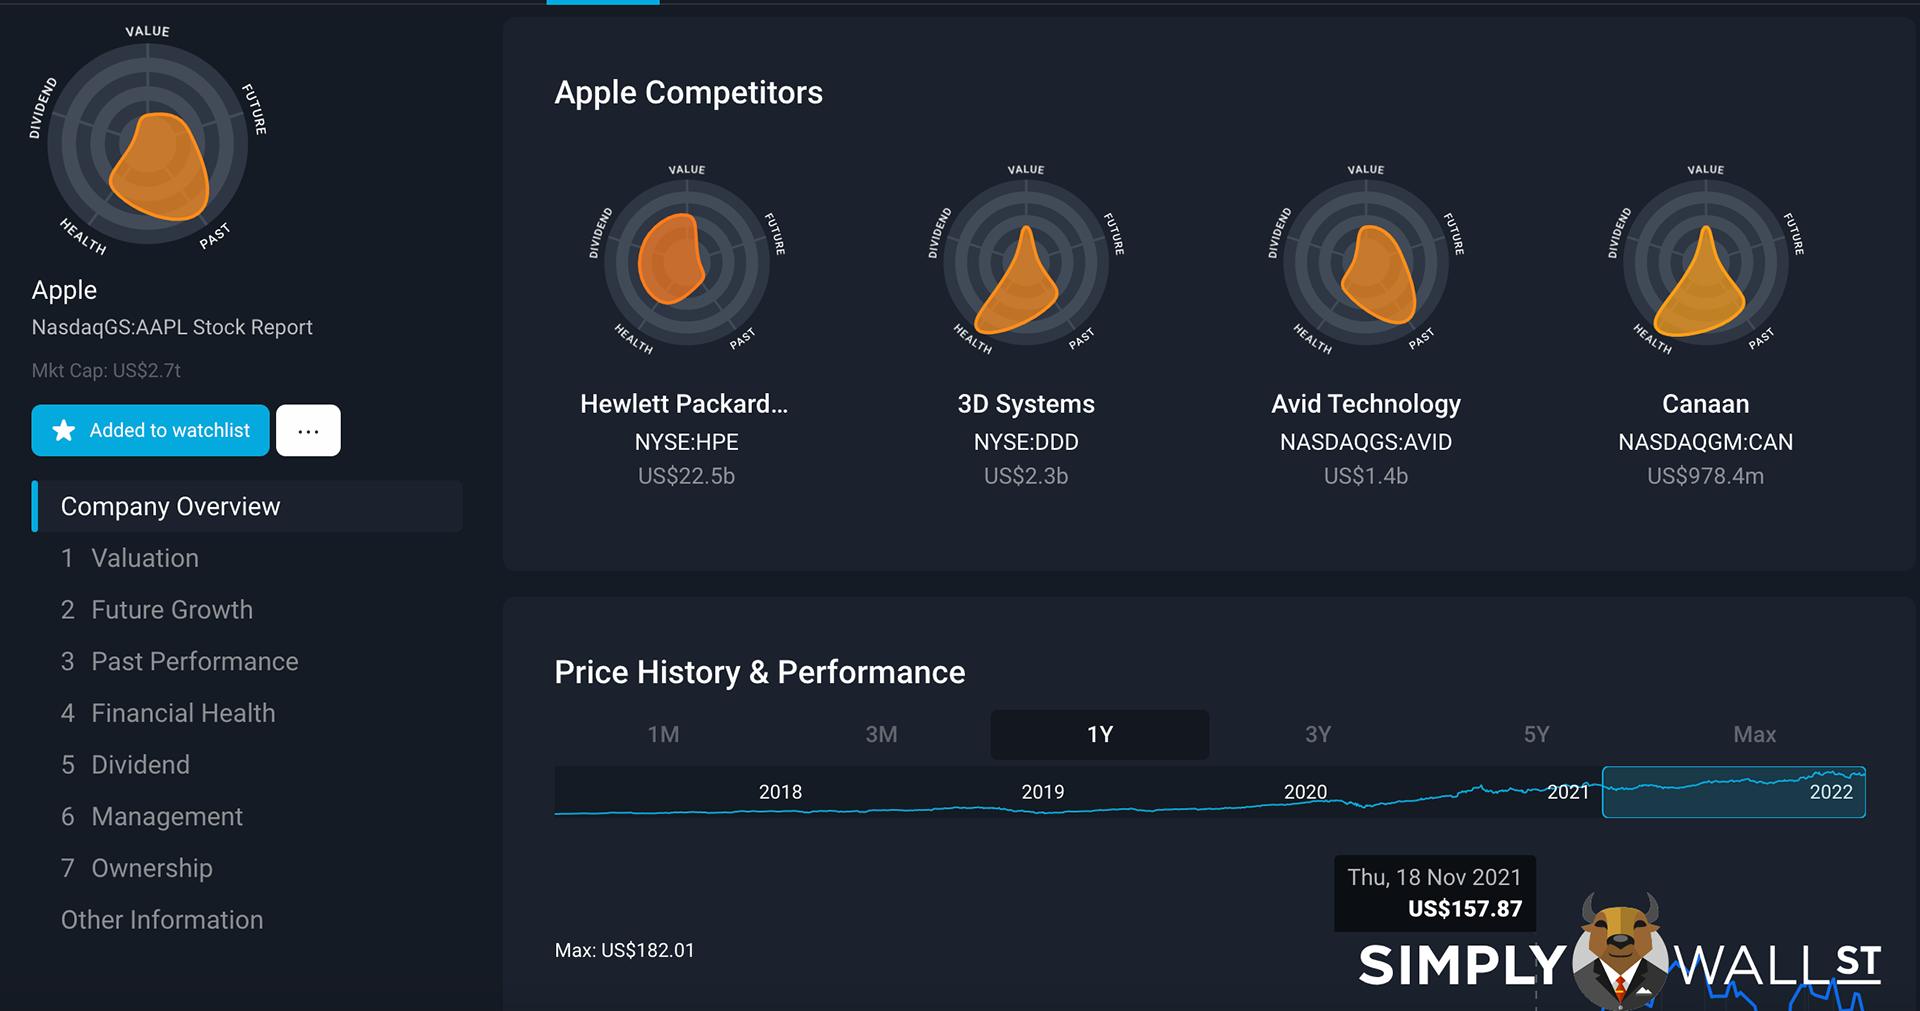 VALUE
FUTURE
PAST
HEALTH
DIVIDEND
Apple
NasdaqGS:AAPL Stock Report
Mkt Cap: US$2.7t
Added to watchlist
...
Company Overview
1 Valuation
2 Future Growth
3 Past Performance
4 Financial Health
5 Dividend
6 Management
7 Ownership
Other Information
Apple Competitors
VALUE
FUTURE
PAST
HEALTH
DIVIDEND
Hewlett Packard...
NYSE:HPE
US$22.5b
VALUE
FUTURE
PAST
HEALTH
DIVIDEND
3D Systems
NYSE:DDD
US$2.3b
VALUE
FUTURE
PAST
HEALTH
DIVIDEND
Avid Technology
NASDAQGS:AVID
US$1.4b
VALUE
FUTURE
PAST
HEALTH
DIVIDEND
Canaan
NASDAQGM:CAN
US$978.4m
Price History & Performance
1M 3M 1Y 3Y 5Y Max
2018 2019 2020 2021 2022
Thu, 18 Nov 2021
US$157.87
Max: US$182.01
SIMPLY WALL ST